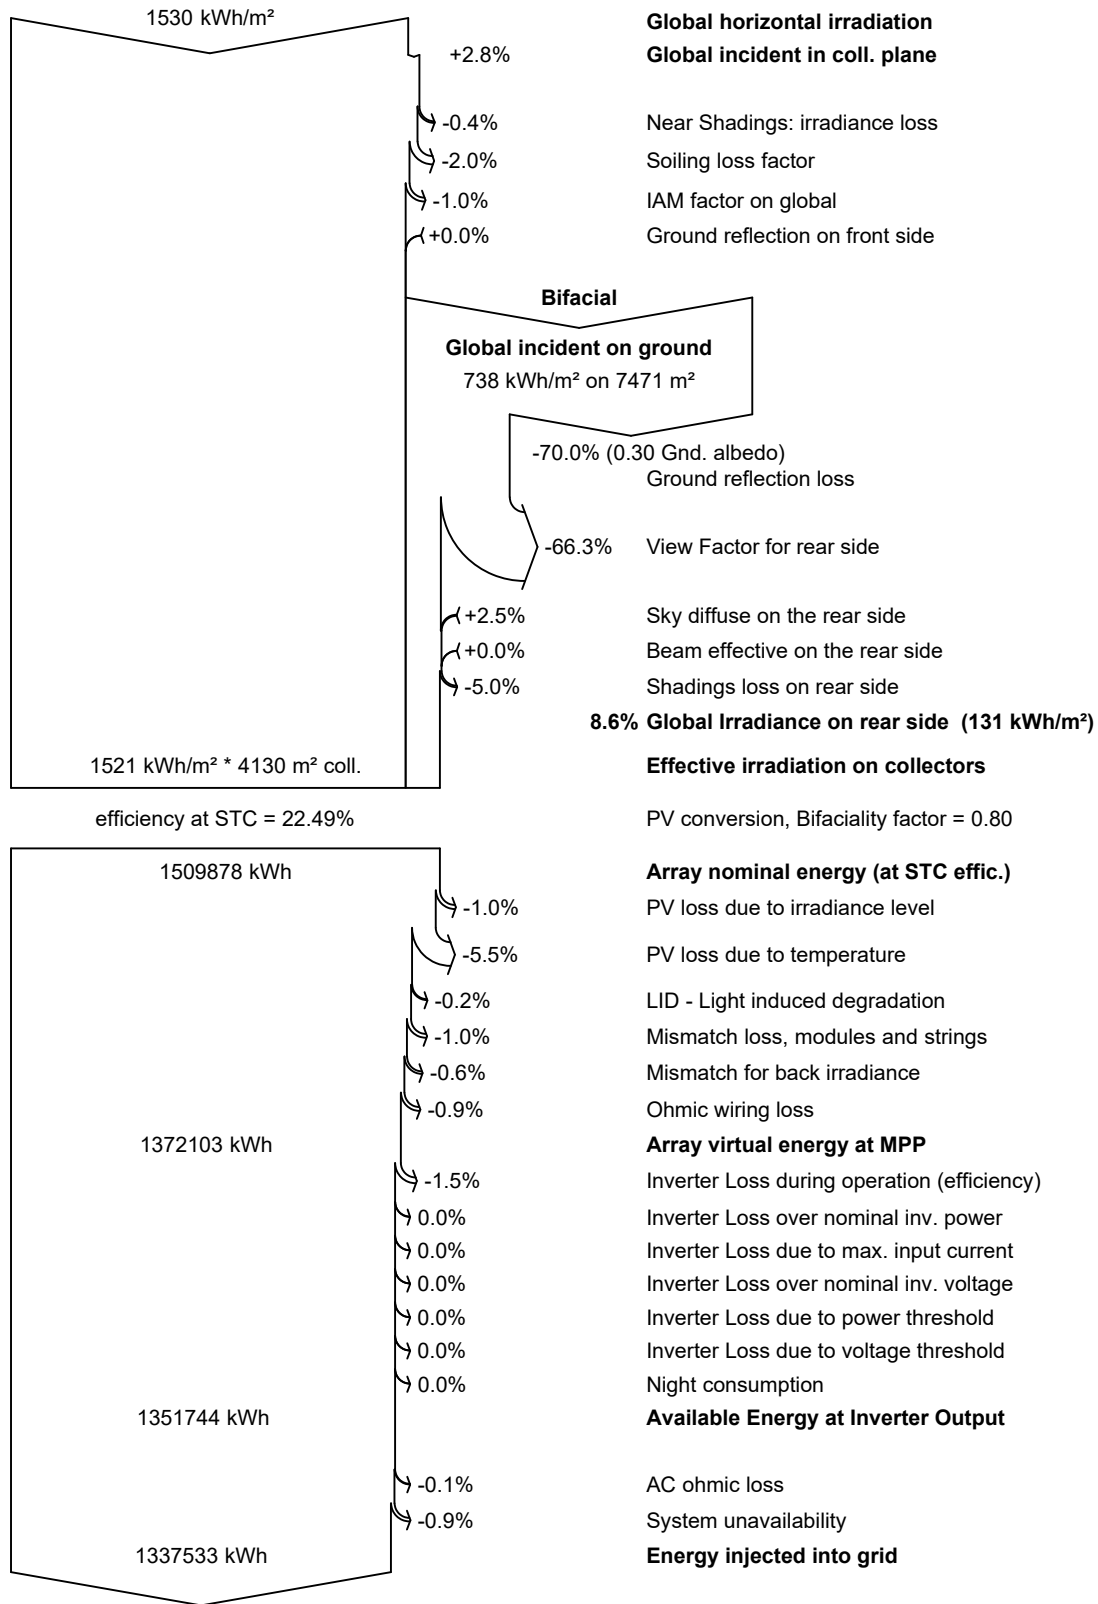 1530 kWh/m² Global horizontal irradiation
+2.8% Global incident in coll. plane
-0.4% Near Shadings: irradiance loss
-2.0% Soiling loss factor
-1.0% IAM factor on global
+0.0% Ground reflection on front side
Bifacial
Global incident on ground
738 kWh/m² on 7471 m²
-70.0% (0.30 Gnd. albedo)
Ground reflection loss
-66.3% View Factor for rear side
+2.5% Sky diffuse on the rear side
+0.0% Beam effective on the rear side
-5.0% Shadings loss on rear side
8.6% Global Irradiance on rear side (131 kWh/m²)
1521 kWh/m² * 4130 m² coll. Effective irradiation on collectors
efficiency at STC = 22.49% PV conversion, Bifaciality factor = 0.80
1509878 kWh Array nominal energy (at STC effic.)
-1.0% PV loss due to irradiance level
-5.5% PV loss due to temperature
-0.2% LID - Light induced degradation
-1.0% Mismatch loss, modules and strings
-0.6% Mismatch for back irradiance
-0.9% Ohmic wiring loss
1372103 kWh Array virtual energy at MPP
-1.5% Inverter Loss during operation (efficiency)
0.0% Inverter Loss over nominal inv. power
0.0% Inverter Loss due to max. input current
0.0% Inverter Loss over nominal inv. voltage
0.0% Inverter Loss due to power threshold
0.0% Inverter Loss due to voltage threshold
0.0% Night consumption
1351744 kWh Available Energy at Inverter Output
-0.1% AC ohmic loss
-0.9% System unavailability
1337533 kWh Energy injected into grid